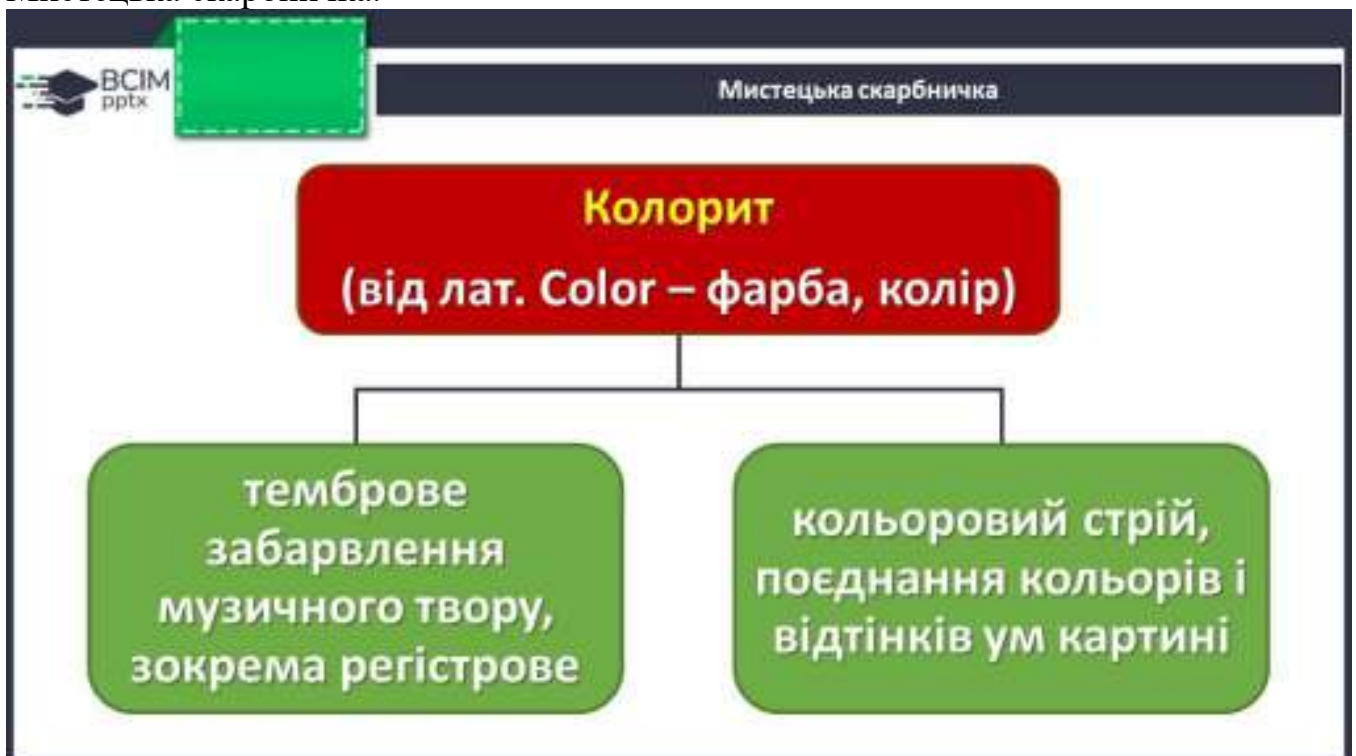 BCIM
pptx
Мистецька скарбничка
Колорит
(від лат. Color – фарба, колір)
темброве
забарвлення
музичного твору,
зокрема регістрове
кольоровий стрій,
поєднання кольорів і
відтінків ум картині